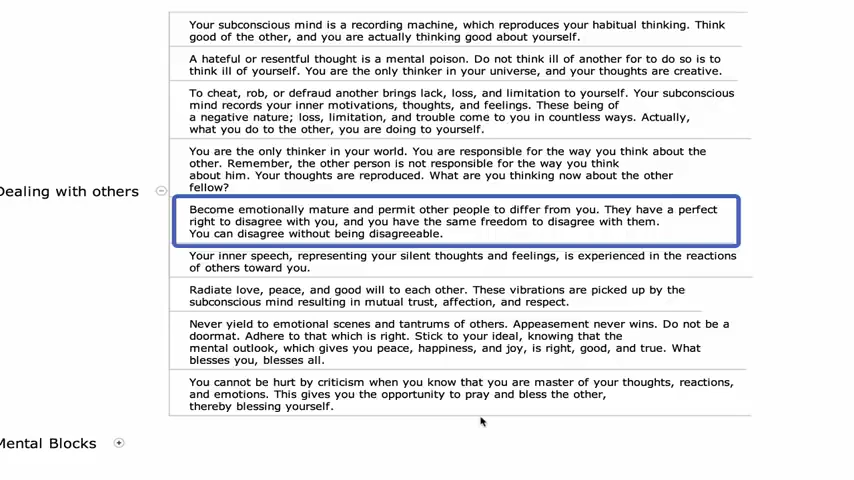 Your subconscious mind is a recording machine, which reproduces your habitual thinking. Think
good of the other, and you are actually thinking good about yourself.
A hateful or resentful thought is a mental poison. Do not think ill of another for to do so is to
think ill of yourself. You are the only thinker in your universe, and your thoughts are creative.
To cheat, rob, or defraud another brings lack, loss, and limitation to yourself. Your subconscious
mind records your inner motivations, thoughts, and feelings. These being of
a negative nature; loss, limitation, and trouble come to you in countless ways. Actually,
what you do to the other, you are doing to yourself.
You are the only thinker in your world. You are responsible for the way you think about the
other. Remember, the other person is not responsible for the way you think
about him. Your thoughts are reproduced. What are you thinking now about the other
fellow?
Dealing with others
Become emotionally mature and permit other people to differ from you. They have a perfect
right to disagree with you, and you have the same freedom to disagree with them.
You can disagree without being disagreeable.
Your inner speech, representing your silent thoughts and feelings, is experienced in the reactions
of others toward you.
Radiate love, peace, and good will to each other. These vibrations are picked up by the
subconscious mind resulting in mutual trust, affection, and respect.
Never yield to emotional scenes and tantrums of others. Appeasement never wins. Do not be a
doormat. Adhere to that which is right. Stick to your ideal, knowing that the
mental outlook, which gives you peace, happiness, and joy, is right, good, and true. What
blesses you, blesses all.
You cannot be hurt by criticism when you know that you are master of your thoughts, reactions,
and emotions. This gives you the opportunity to pray and bless the other,
thereby blessing yourself.
Mental Blocks